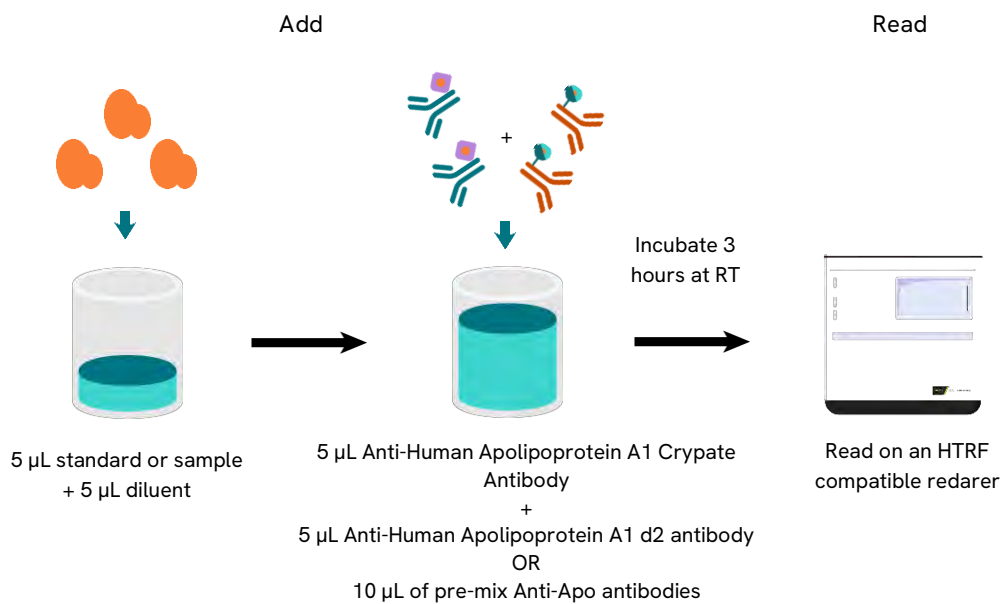 Add
Read
+
Incubate 3
hours at RT
5 µL standard or sample
+ 5 µL diluent
5 µL Anti-Human Apolipoprotein A1 Crypate
Antibody
+
5 µL Anti-Human Apolipoprotein A1 d2 antibody
OR
10 µL of pre-mix Anti-Apo antibodies
Read on an HTRF
compatible redarer